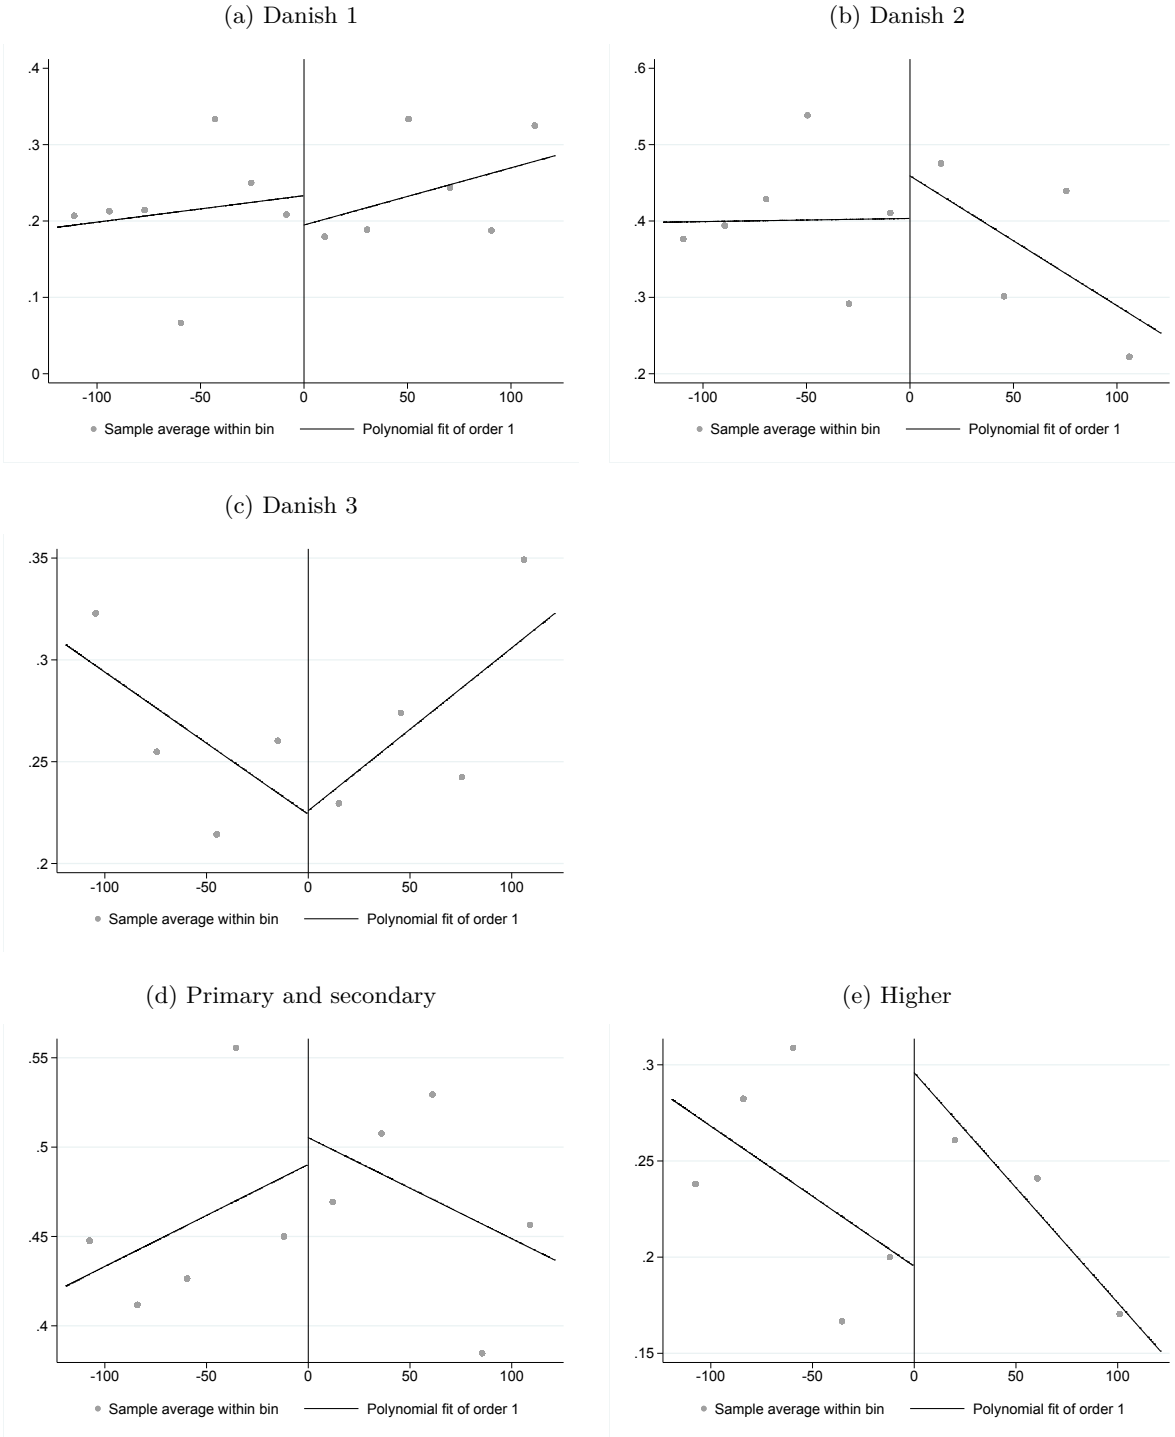 (a) Danish 1
.4
.3
.2
.1
0
-100 -50 0 50 100
Sample average within bin Polynomial fit of order 1
(b) Danish 2
.6
.5
.4
.3
.2
-100 -50 0 50 100
Sample average within bin Polynomial fit of order 1
(c) Danish 3
.35
.3
.25
.2
-100 -50 0 50 100
Sample average within bin Polynomial fit of order 1
(d) Primary and secondary
.55
.5
.45
.4
-100 -50 0 50 100
Sample average within bin Polynomial fit of order 1
(e) Higher
.3
.25
.2
.15
-100 -50 0 50 100
Sample average within bin Polynomial fit of order 1